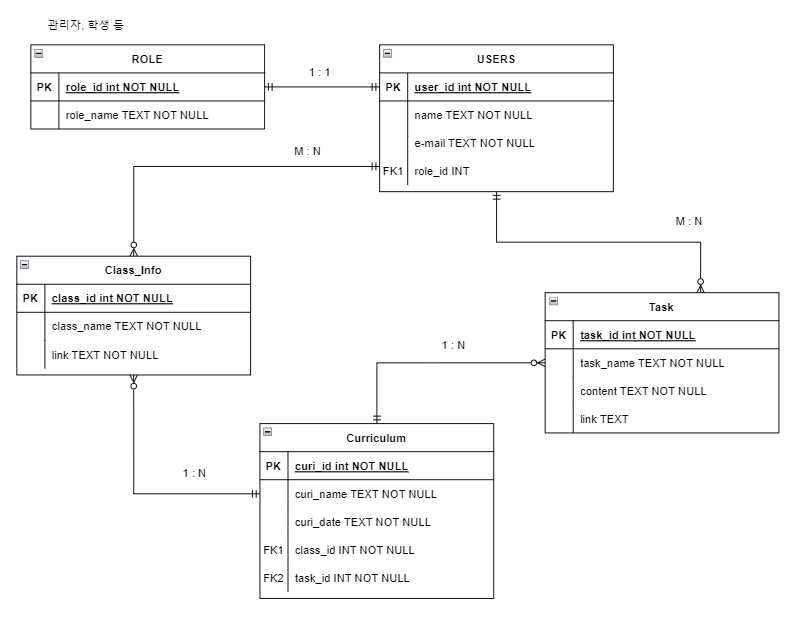 관리자, 학생 등
ROLE
PK role_id int NOT NULL
role_name TEXT NOT NULL
1 : 1
USERS
PK user_id int NOT NULL
name TEXT NOT NULL
e-mail TEXT NOT NULL
FK1 role_id INT
M : N
M : N
Class_Info
PK class_id int NOT NULL
class_name TEXT NOT NULL
link TEXT NOT NULL
Task
PK task_id int NOT NULL
task_name TEXT NOT NULL
content TEXT NOT NULL
link TEXT
1 : N
1 : N
Curriculum
PK curi_id int NOT NULL
curi_name TEXT NOT NULL
curi_date TEXT NOT NULL
FK1 class_id INT NOT NULL
FK2 task_id INT NOT NULL